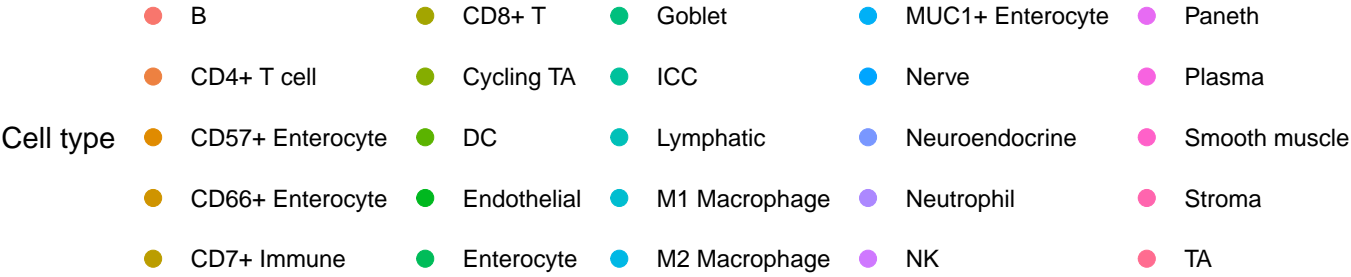 B CD8+ T Goblet MUC1+ Enterocyte Paneth
CD4+ T cell Cycling TA ICC Nerve Plasma
Cell type CD57+ Enterocyte DC Lymphatic Neuroendocrine Smooth muscle
CD66+ Enterocyte Endothelial M1 Macrophage Neutrophil Stroma
CD7+ Immune Enterocyte M2 Macrophage NK TA